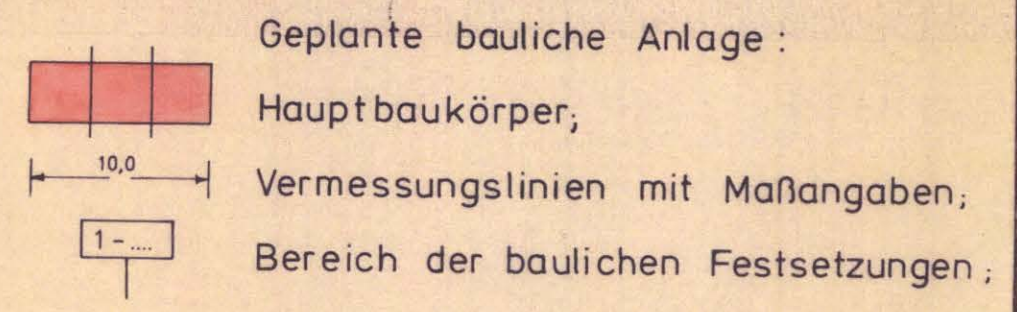 Geplante bauliche Anlage :
Hauptbaukörper;
10,0
Vermessungslinien mit Maßangaben;
1 - ....
Bereich der baulichen Festsetzungen ;